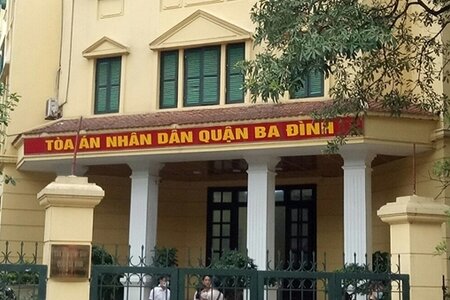 TÒA ÁN NHÂN DÂN QUẬN BA ĐÌNH